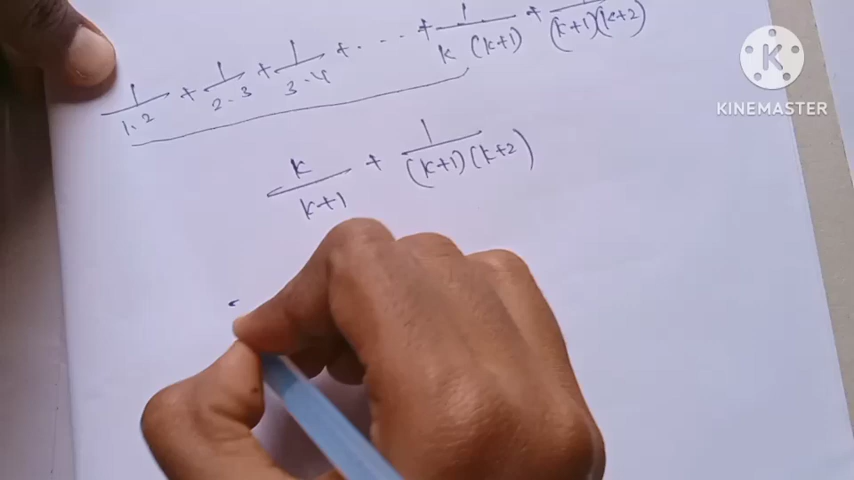 1/1.2 + 1/2.3 + 1/3.4 + ... + 1/k (k+1) + 1/(k+1)(k+2)
k/k+1 + 1/(k+1)(k+2)
K
KINEMASTER